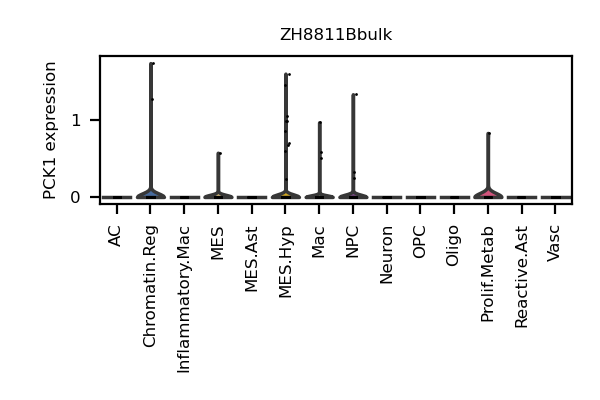 ZH8811Bbulk
PCK1 expression
1
0
AC
Chromatin.Reg
Inflammatory.Mac
MES
MES.Ast
MES.Hyp
Mac
NPC
Neuron
OPC
Oligo
Prolif.Metab
Reactive.Ast
Vasc